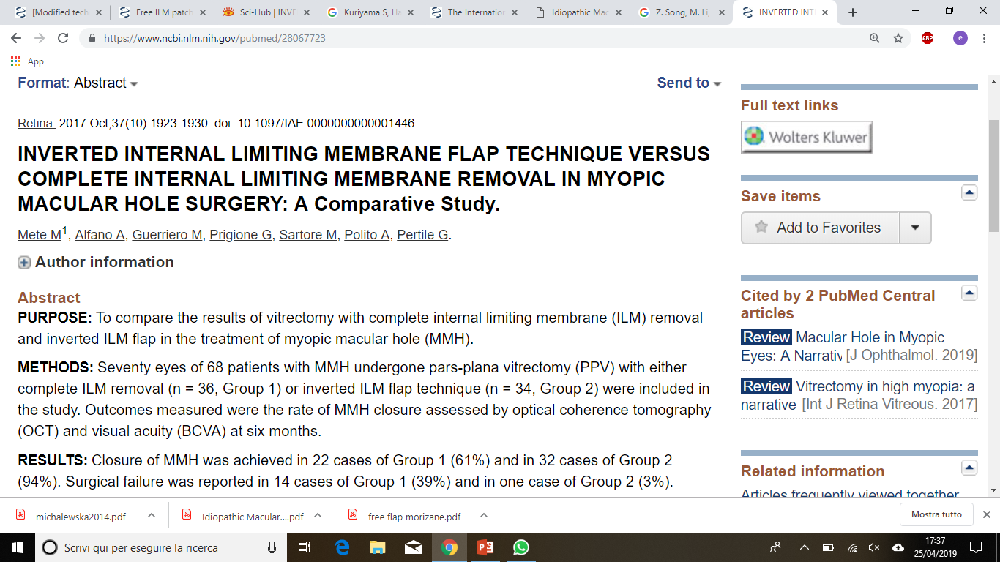 [Modified tech
Free ILM patch
Sci-Hub | INVE
Kuriyama S, Ha
The Internation
Idiopathic Mac
Z. Song, M. Li,
INVERTED INT
https://www.ncbi.nlm.nih.gov/pubmed/28067723
ABP
e
App
Format: Abstract
Send to
Retina. 2017 Oct;37(10):1923-1930. doi: 10.1097/IAE.0000000000001446.
INVERTED INTERNAL LIMITING MEMBRANE FLAP TECHNIQUE VERSUS
COMPLETE INTERNAL LIMITING MEMBRANE REMOVAL IN MYOPIC
MACULAR HOLE SURGERY: A Comparative Study.
Mete M1, Alfano A, Guerriero M, Prigione G, Sartore M, Polito A, Pertile G.
Author information
Abstract
PURPOSE: To compare the results of vitrectomy with complete internal limiting membrane (ILM) removal
and inverted ILM flap in the treatment of myopic macular hole (MMH).
METHODS: Seventy eyes of 68 patients with MMH undergone pars-plana vitrectomy (PPV) with either
complete ILM removal (n = 36, Group 1) or inverted ILM flap technique (n = 34, Group 2) were included in
the study. Outcomes measured were the rate of MMH closure assessed by optical coherence tomography
(OCT) and visual acuity (BCVA) at six months.
RESULTS: Closure of MMH was achieved in 22 cases of Group 1 (61%) and in 32 cases of Group 2
(94%). Surgical failure was reported in 14 cases of Group 1 (39%) and in one case of Group 2 (3%).
Full text links
Wolters Kluwer
Save items
Add to Favorites
Cited by 2 PubMed Central
articles
Review Macular Hole in Myopic
Eyes: A Narrativ [J Ophthalmol. 2019]
Review Vitrectomy in high myopia: a
narrative [Int J Retina Vitreous. 2017]
Related information
Articles frequently viewed together
michalewska2014.pdf
Idiopathic Macular....pdf
free flap morizane.pdf
Mostra tutto
Scrivi qui per eseguire la ricerca
17:37
25/04/2019